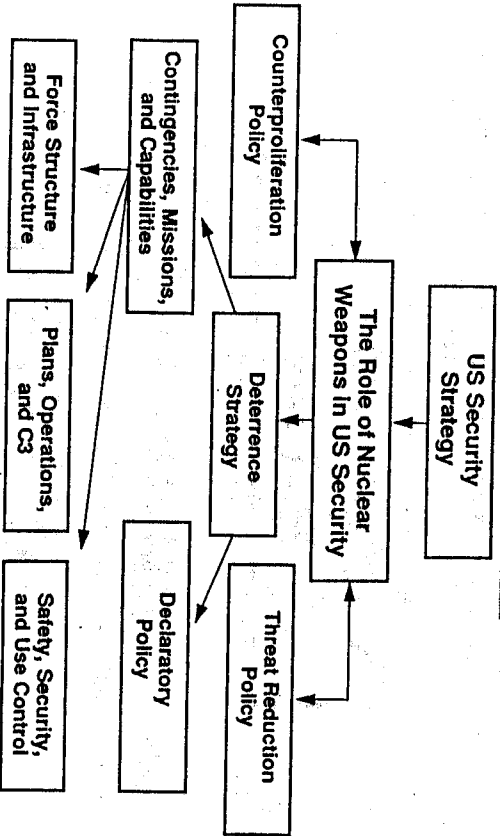 US Security
Strategy
The Role of Nuclear
Weapons in US Security
Counterproliferation
Policy
Deterrence
Strategy
Threat Reduction
Policy
Contingencies, Missions,
and Capabilities
Declaratory
Policy
Force Structure
and Infrastructure
Plans, Operations,
and C3
Safety, Security,
and Use Control